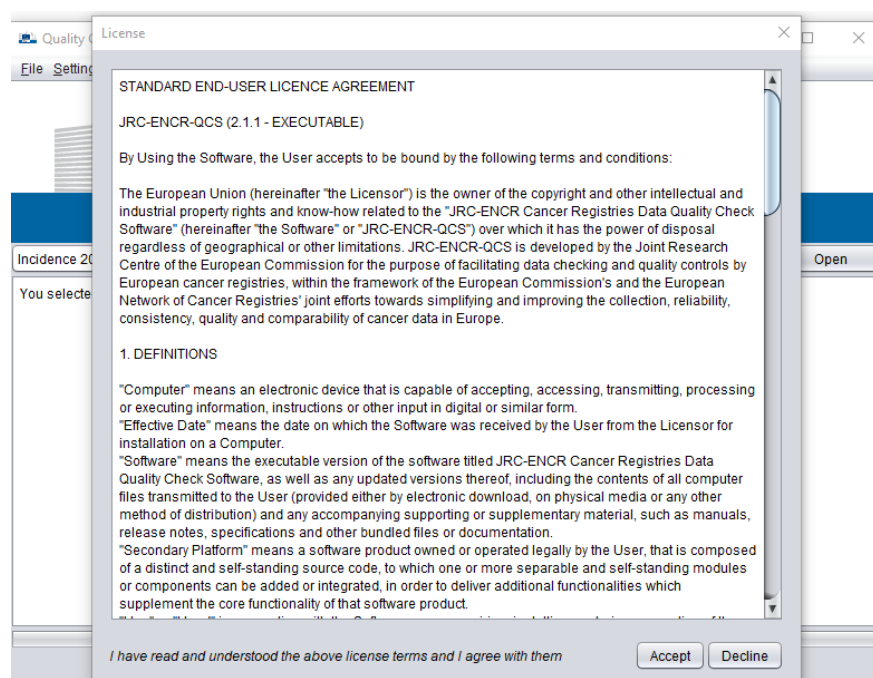 License
Quality
File Setting
STANDARD END-USER LICENCE AGREEMENT
JRC-ENCR-QCS (2.1.1 - EXECUTABLE)
By Using the Software, the User accepts to be bound by the following terms and conditions:
The European Union (hereinafter "the Licensor") is the owner of the copyright and other intellectual and
industrial property rights and know-how related to the "JRC-ENCR Cancer Registries Data Quality Check
Software" (hereinafter "the Software" or "JRC-ENCR-QCS") over which it has the power of disposal
regardless of geographical or other limitations. JRC-ENCR-QCS is developed by the Joint Research
Centre of the European Commission for the purpose of facilitating data checking and quality controls by
European cancer registries, within the framework of the European Commission's and the European
Network of Cancer Registries' joint efforts towards simplifying and improving the collection, reliability,
consistency, quality and comparability of cancer data in Europe.
1. DEFINITIONS
"Computer" means an electronic device that is capable of accepting, accessing, transmitting, processing
or executing information, instructions or other input in digital or similar form.
"Effective Date" means the date on which the Software was received by the User from the Licensor for
installation on a Computer.
"Software" means the executable version of the software titled JRC-ENCR Cancer Registries Data
Quality Check Software, as well as any updated versions thereof, including the contents of all computer
files transmitted to the User (provided either by electronic download, on physical media or any other
method of distribution) and any accompanying supporting or supplementary material, such as manuals,
release notes, specifications and other bundled files or documentation.
"Secondary Platform" means a software product owned or operated legally by the User, that is composed
of a distinct and self-standing source code, to which one or more separable and self-standing modules
or components can be added or integrated, in order to deliver additional functionalities which
supplement the core functionality of that software product.
Incidence 20
Open
You selecte
I have read and understood the above license terms and I agree with them
Accept
Decline